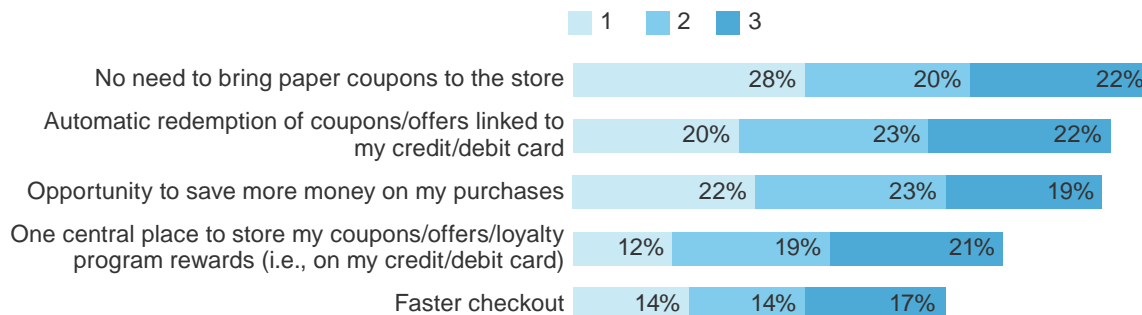 1 2 3
No need to bring paper coupons to the store 28% 20% 22%
Automatic redemption of coupons/offers linked to
my credit/debit card 20% 23% 22%
Opportunity to save more money on my purchases 22% 23% 19%
One central place to store my coupons/offers/loyalty
program rewards (i.e., on my credit/debit card) 12% 19% 21%
Faster checkout 14% 14% 17%